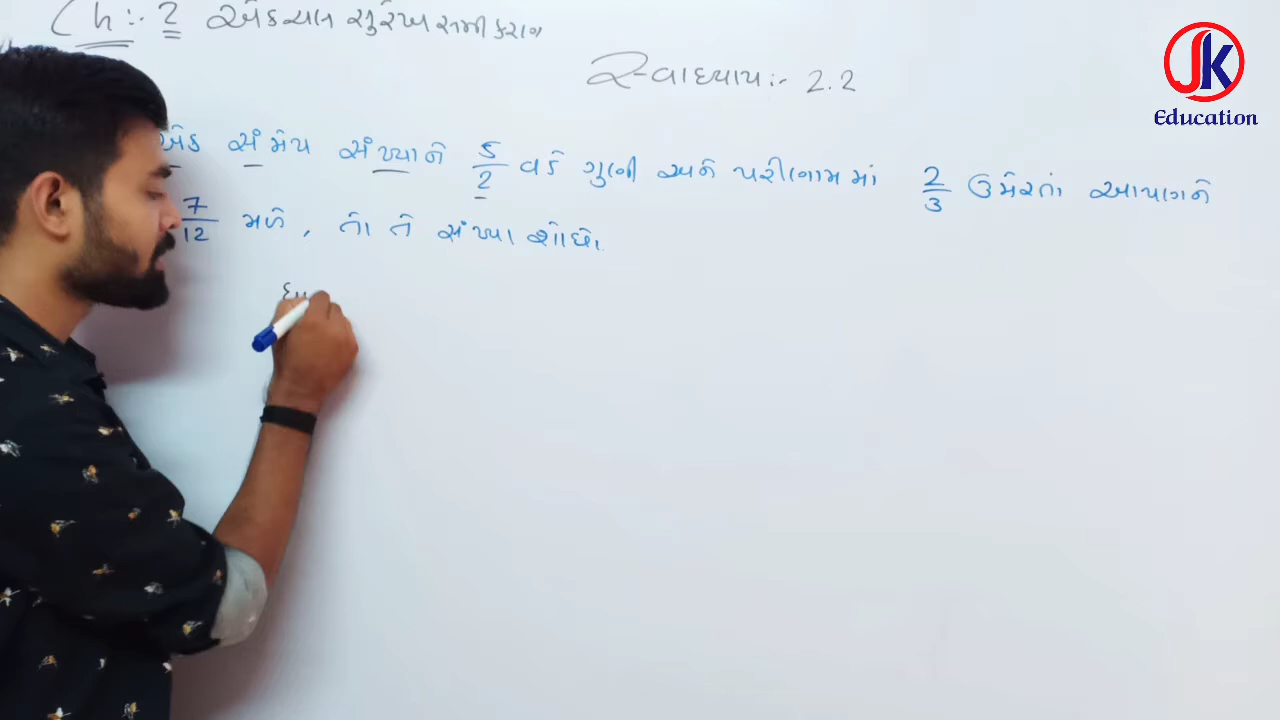 Ch:- 2 એકચલ સુરેખ સમીકરણ
સ્વાધ્યાય:- 2.2
એક સંમેય સંખ્યાને 5/2 વડે ગુણી અને પરીણામ માં 2/3 ઉમેરતાં આપણને
-7/12 મળે , તો તે સંખ્યા શોધો.
ધા
JK
Education